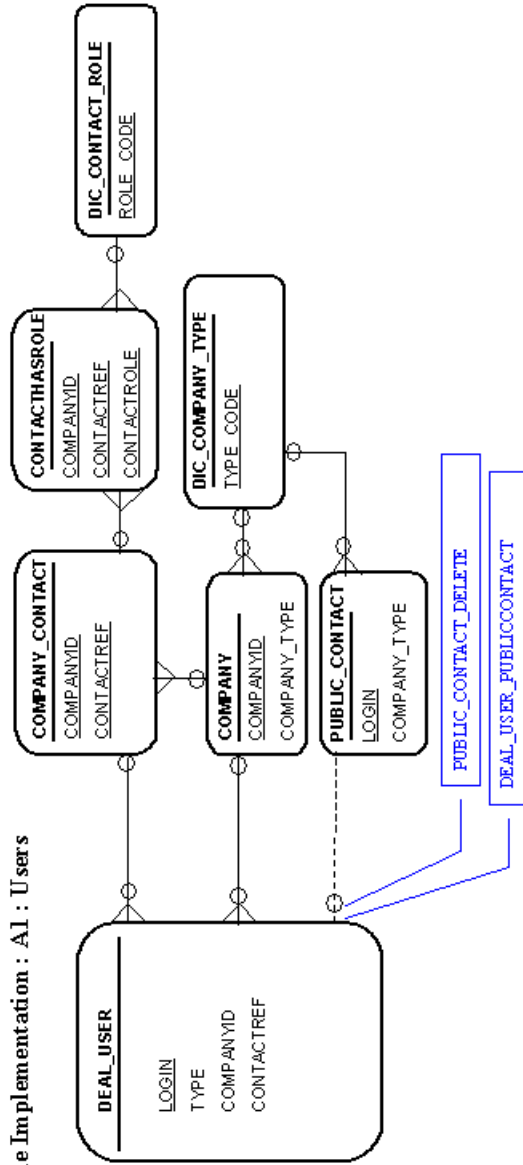 e Implementation : A1 : Users
DEAL_USER
LOGIN
TYPE
COMPANYID
CONTACTREF
COMPANY_CONTACT
COMPANYID
CONTACTREF
CONTACTHASROLE
COMPANYID
CONTACTREF
CONTACTROLE
DIC_CONTACT_ROLE
ROLE_CODE
COMPANY
COMPANYID
COMPANY_TYPE
DIC_COMPANY_TYPE
TYPE_CODE
PUBLIC_CONTACT
LOGIN
COMPANY_TYPE
PUBLIC_CONTACT_DELETE
DEAL_USER_PUBLICCONTACT